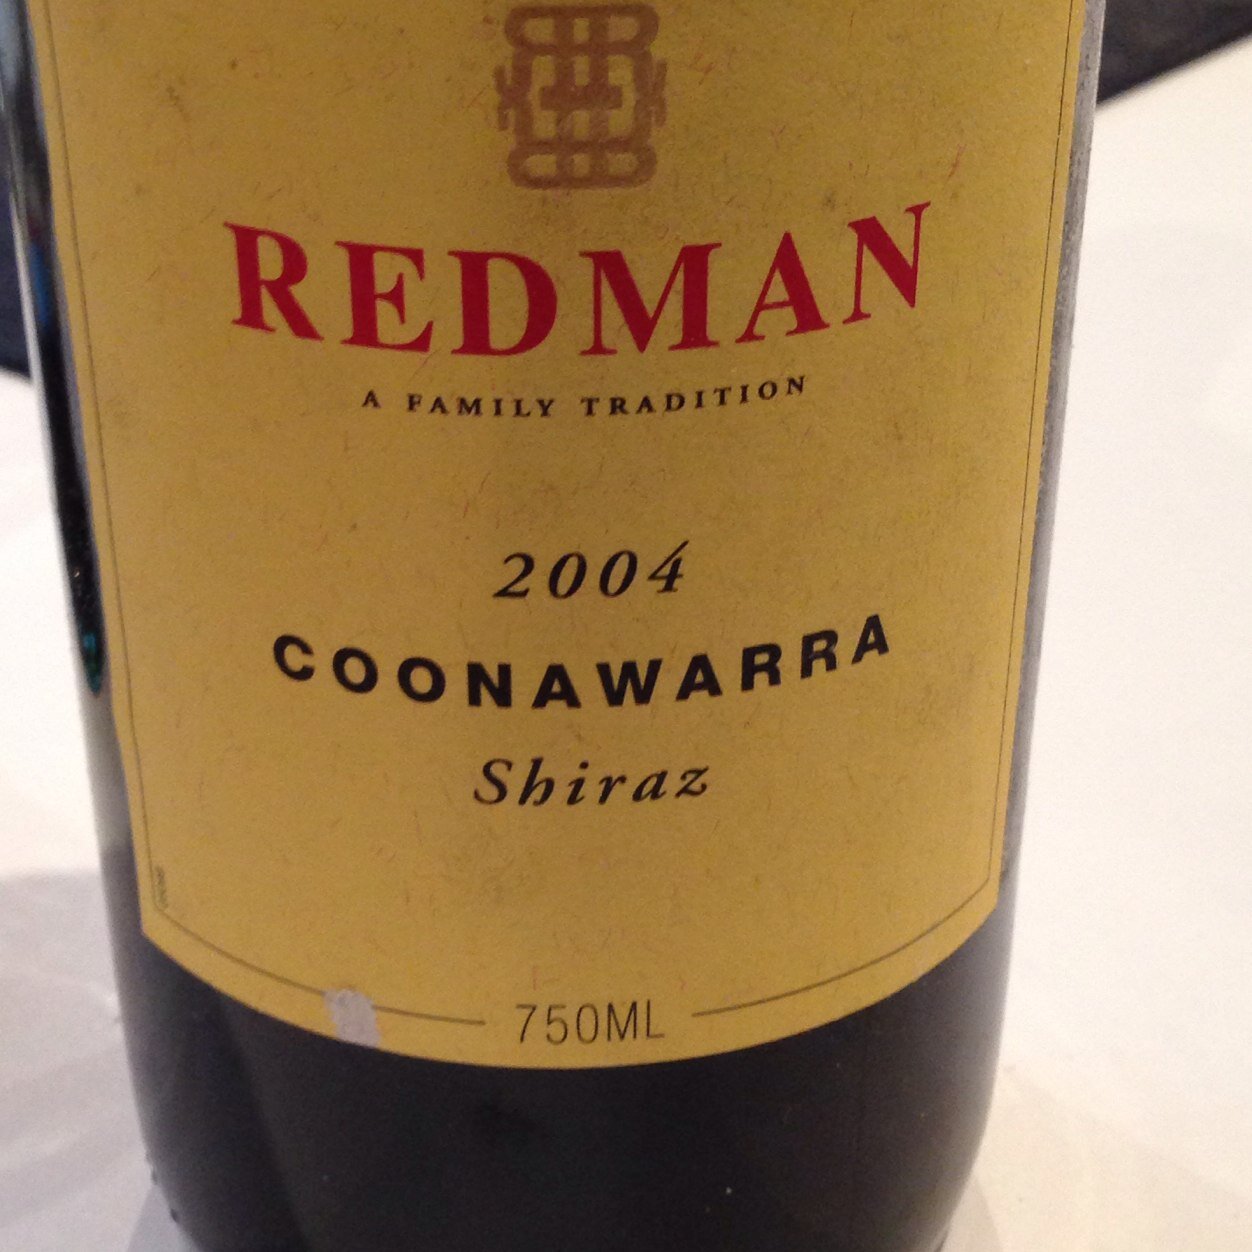 REDMAN
A FAMILY TRADITION
2004
COONAWARRA
Shiraz
750ML